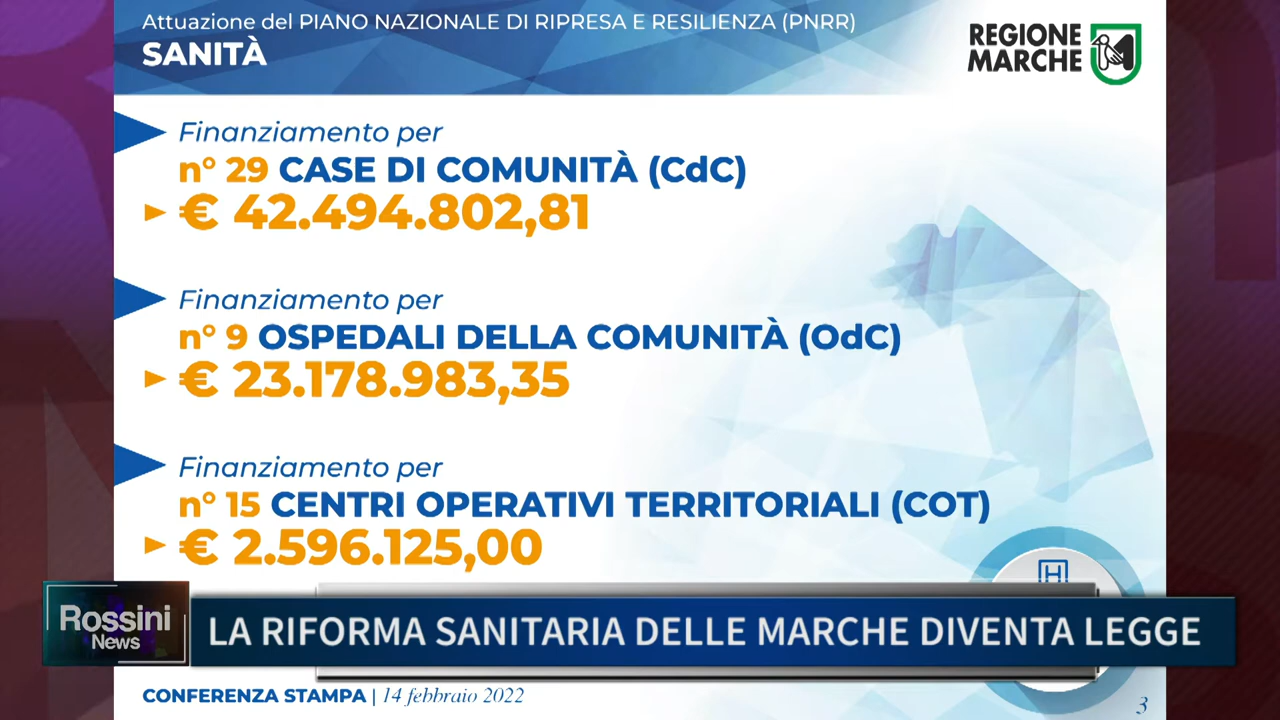 Attuazione del PIANO NAZIONALE DI RIPRESA E RESILIENZA (PNRR)
SANITÀ
REGIONE
MARCHE
Finanziamento per
n° 29 CASE DI COMUNITÀ (CdC)
€ 42.494.802,81
Finanziamento per
n° 9 OSPEDALI DELLA COMUNITÀ (OdC)
€ 23.178.983,35
Finanziamento per
n° 15 CENTRI OPERATIVI TERRITORIALI (COT)
€ 2.596.125,00
H
Rossini
News
LA RIFORMA SANITARIA DELLE MARCHE DIVENTA LEGGE
CONFERENZA STAMPA | 14 febbraio 2022
3